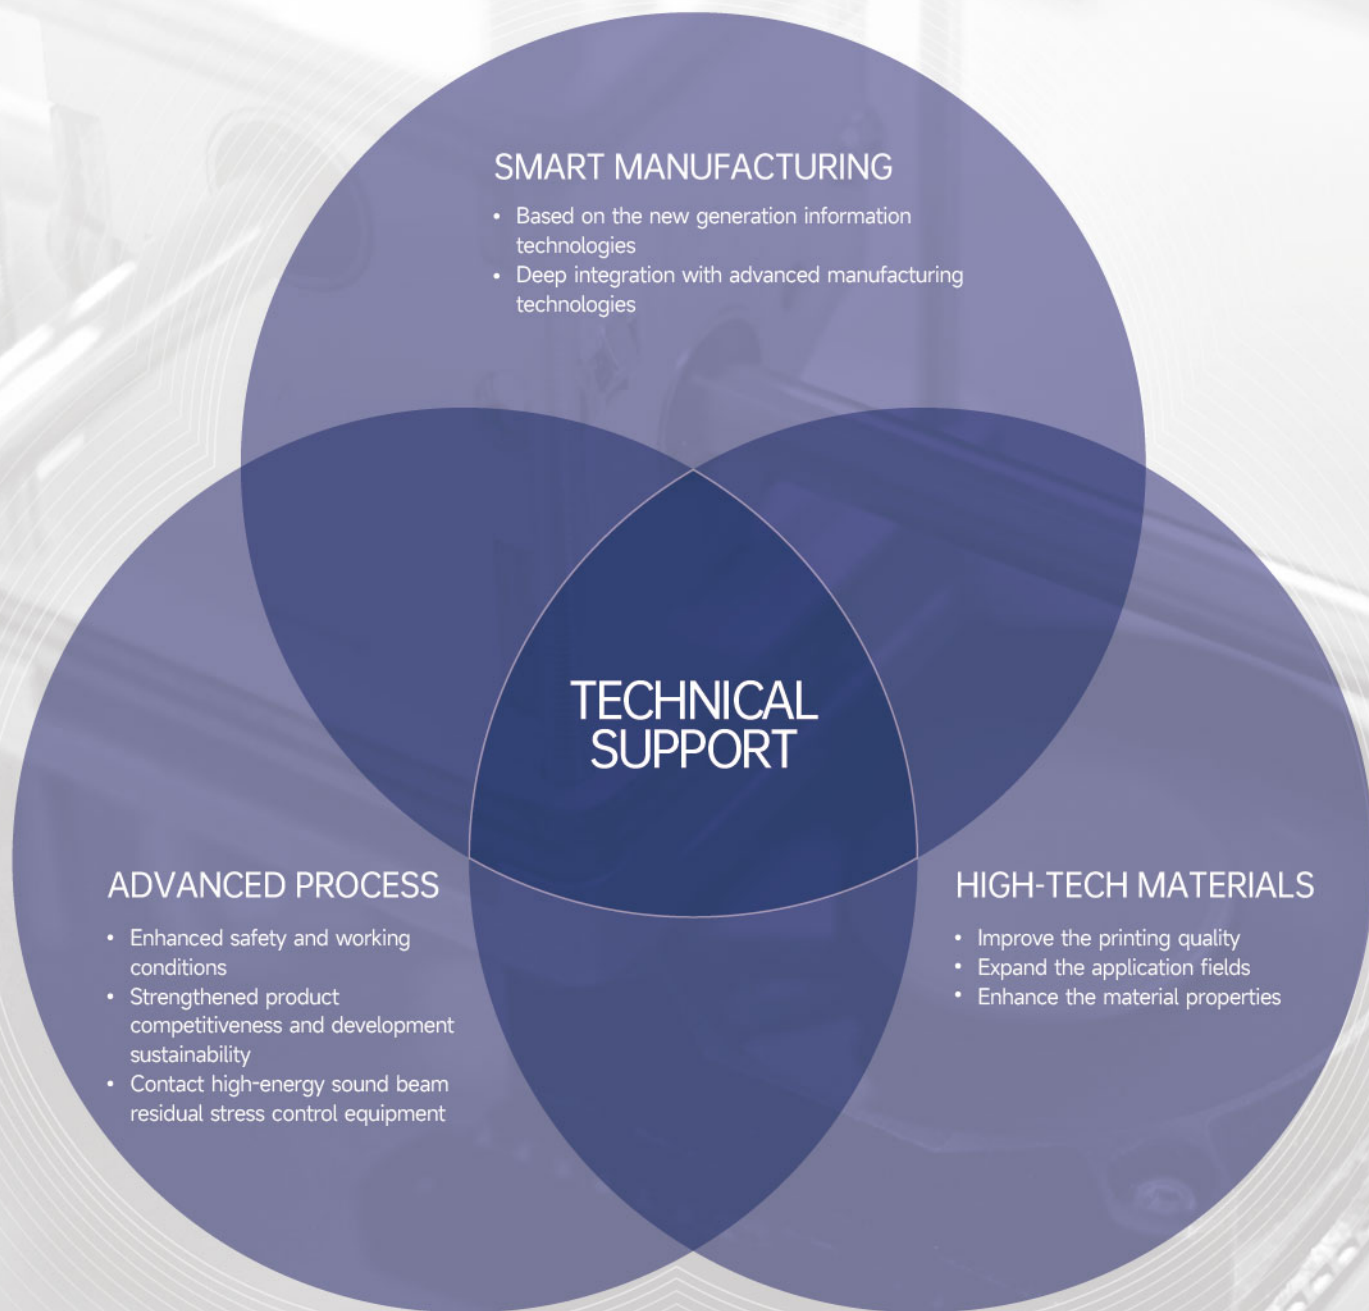 SMART MANUFACTURING
• Based on the new generation information
technologies
• Deep integration with advanced manufacturing
technologies
TECHNICAL
SUPPORT
ADVANCED PROCESS
• Enhanced safety and working
conditions
• Strengthened product
competitiveness and development
sustainability
• Contact high-energy sound beam
residual stress control equipment
HIGH-TECH MATERIALS
• Improve the printing quality
• Expand the application fields
• Enhance the material properties